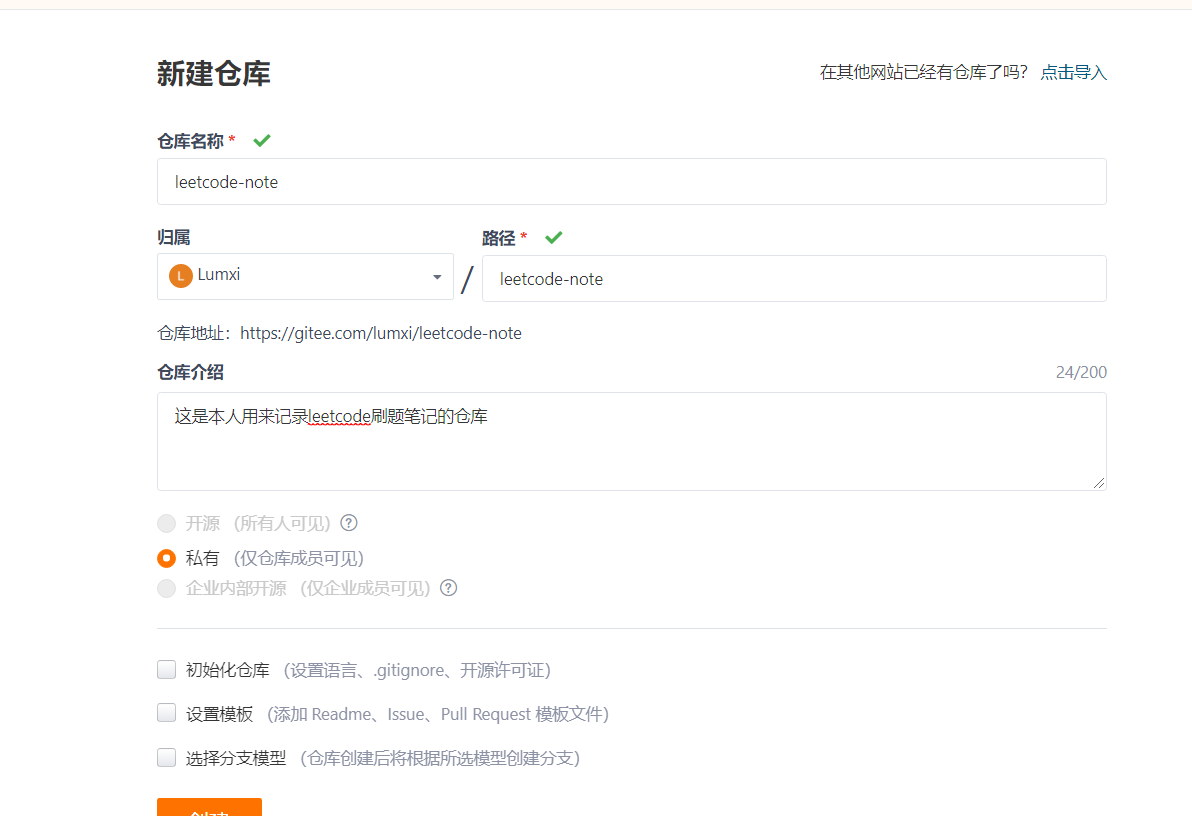 新建仓库
在其他网站已经有仓库了吗? 点击导入
仓库名称 *
leetcode-note
归属
路径 *
L Lumxi
/
leetcode-note
仓库地址：https://gitee.com/lumxi/leetcode-note
仓库介绍
24/200
这是本人用来记录leetcode刷题笔记的仓库
开源 (所有人可见) ?
私有 (仅仓库成员可见)
企业内部开源 (仅企业成员可见) ?
初始化仓库 (设置语言、.gitignore、开源许可证)
设置模板 (添加 Readme、Issue、Pull Request 模板文件)
选择分支模型 (仓库创建后将根据所选模型创建分支)